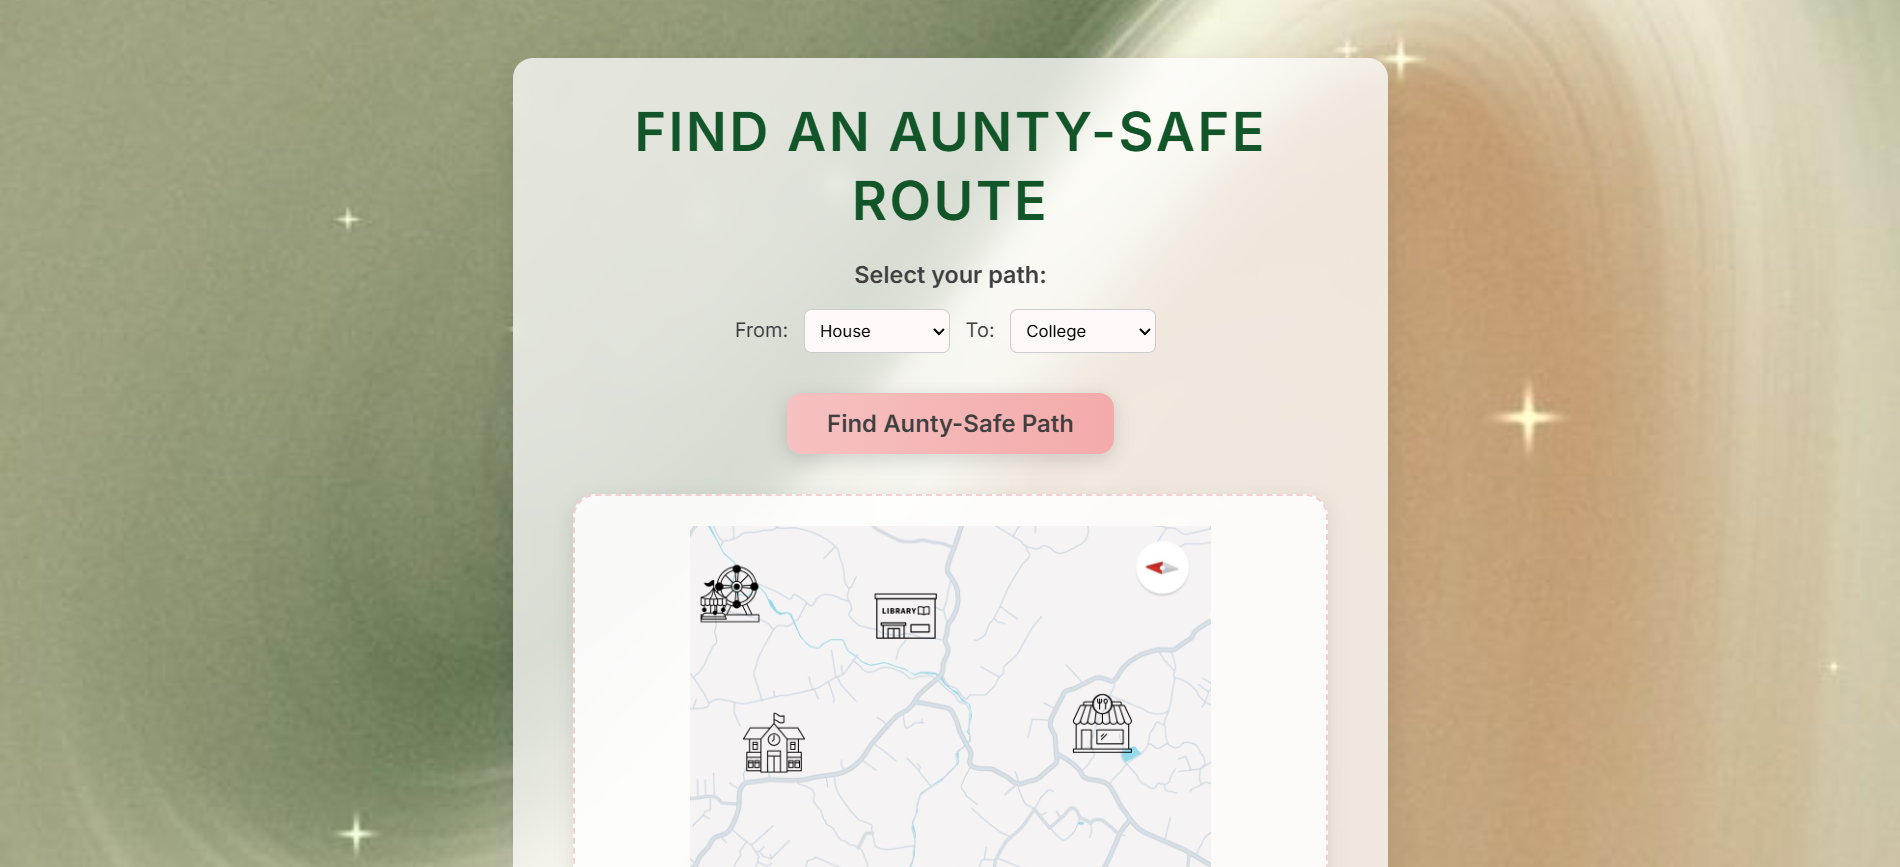 FIND AN AUNTY-SAFE
ROUTE
Select your path:
From: House To: College
Find Aunty-Safe Path
LIBRARY